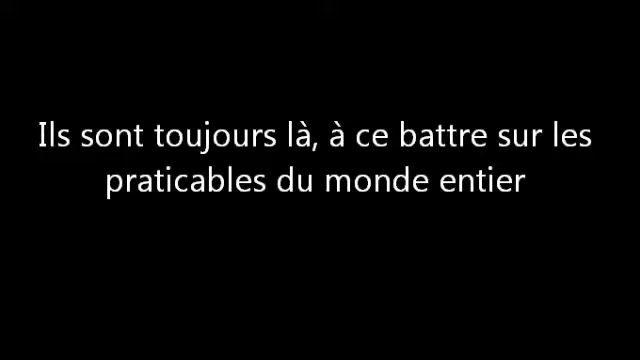 Ils sont toujours là, à ce battre sur les
praticables du monde entier